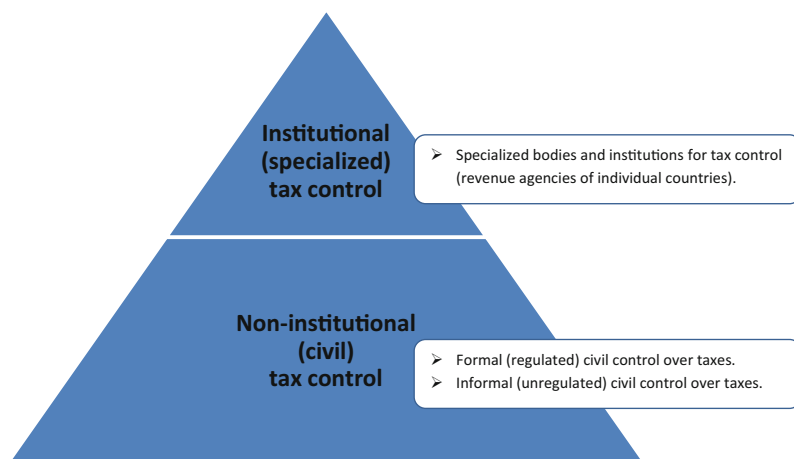 Institutional
(specialized)
tax control
➢ Specialized bodies and institutions for tax control
(revenue agencies of individual countries).
Non-institutional
(civil)
tax control
➢ Formal (regulated) civil control over taxes.
➢ Informal (unregulated) civil control over taxes.